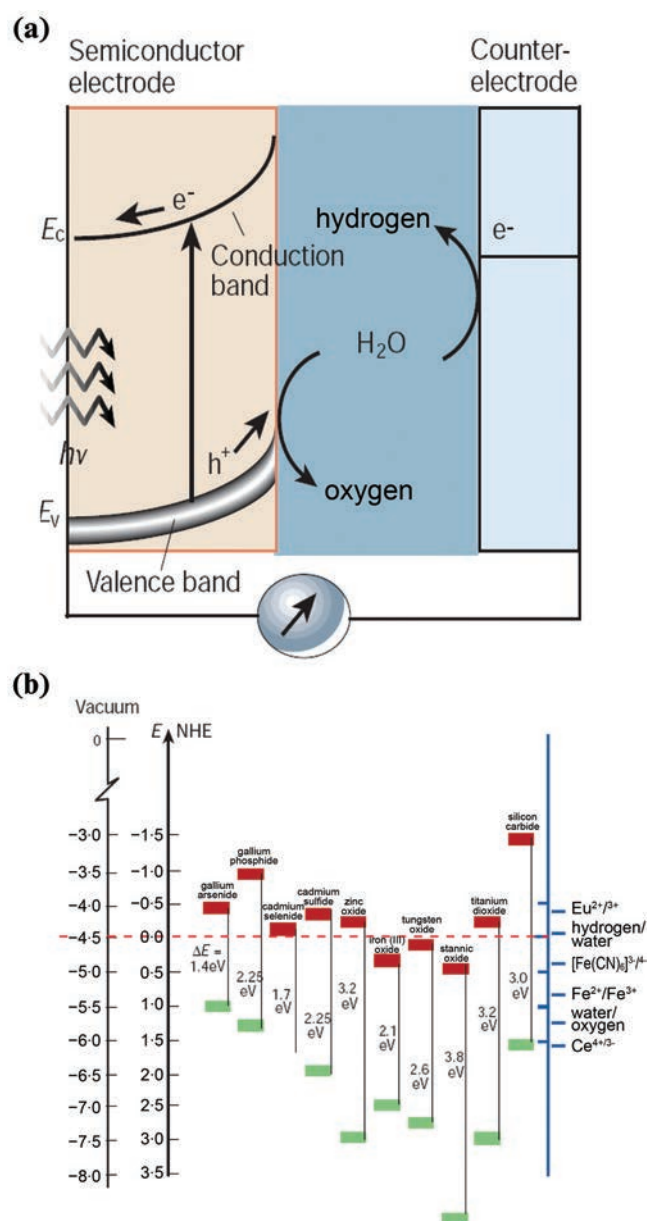 (a)
Semiconductor
electrode
Counter-
electrode
e-
Ec
Conduction
band
hydrogen
e-
H2O
hν
h+
oxygen
Ev
Valence band
(b)
Vacuum
E NHE
0
silicon
carbide
-3·0 -1·5
gallium
phosphide
-3·5 -1·0
gallium
arsenide
cadmium
sulfide
zinc
oxide
titanium
dioxide
cadmium
selenide
-4·0 -0·5
Eu2+/3+
tungsten
oxide
hydrogen/
water
-4·5 0·0
iron (III)
oxide
stannic
oxide
[Fe(CN)6]3-/4-
ΔE =
1.4eV
-5·0 0·5
2.25
eV
1.7
eV
3.2
eV
3.0
eV
Fe2+/Fe3+
-5·5 1·0
2.25
eV
2.1
eV
water/
oxygen
-6·0 1·5
2.6
eV
3.8
eV
3.2
eV
Ce4+/3-
-6·5 2·0
-7·0 2·5
-7·5 3·0
-8·0 3·5